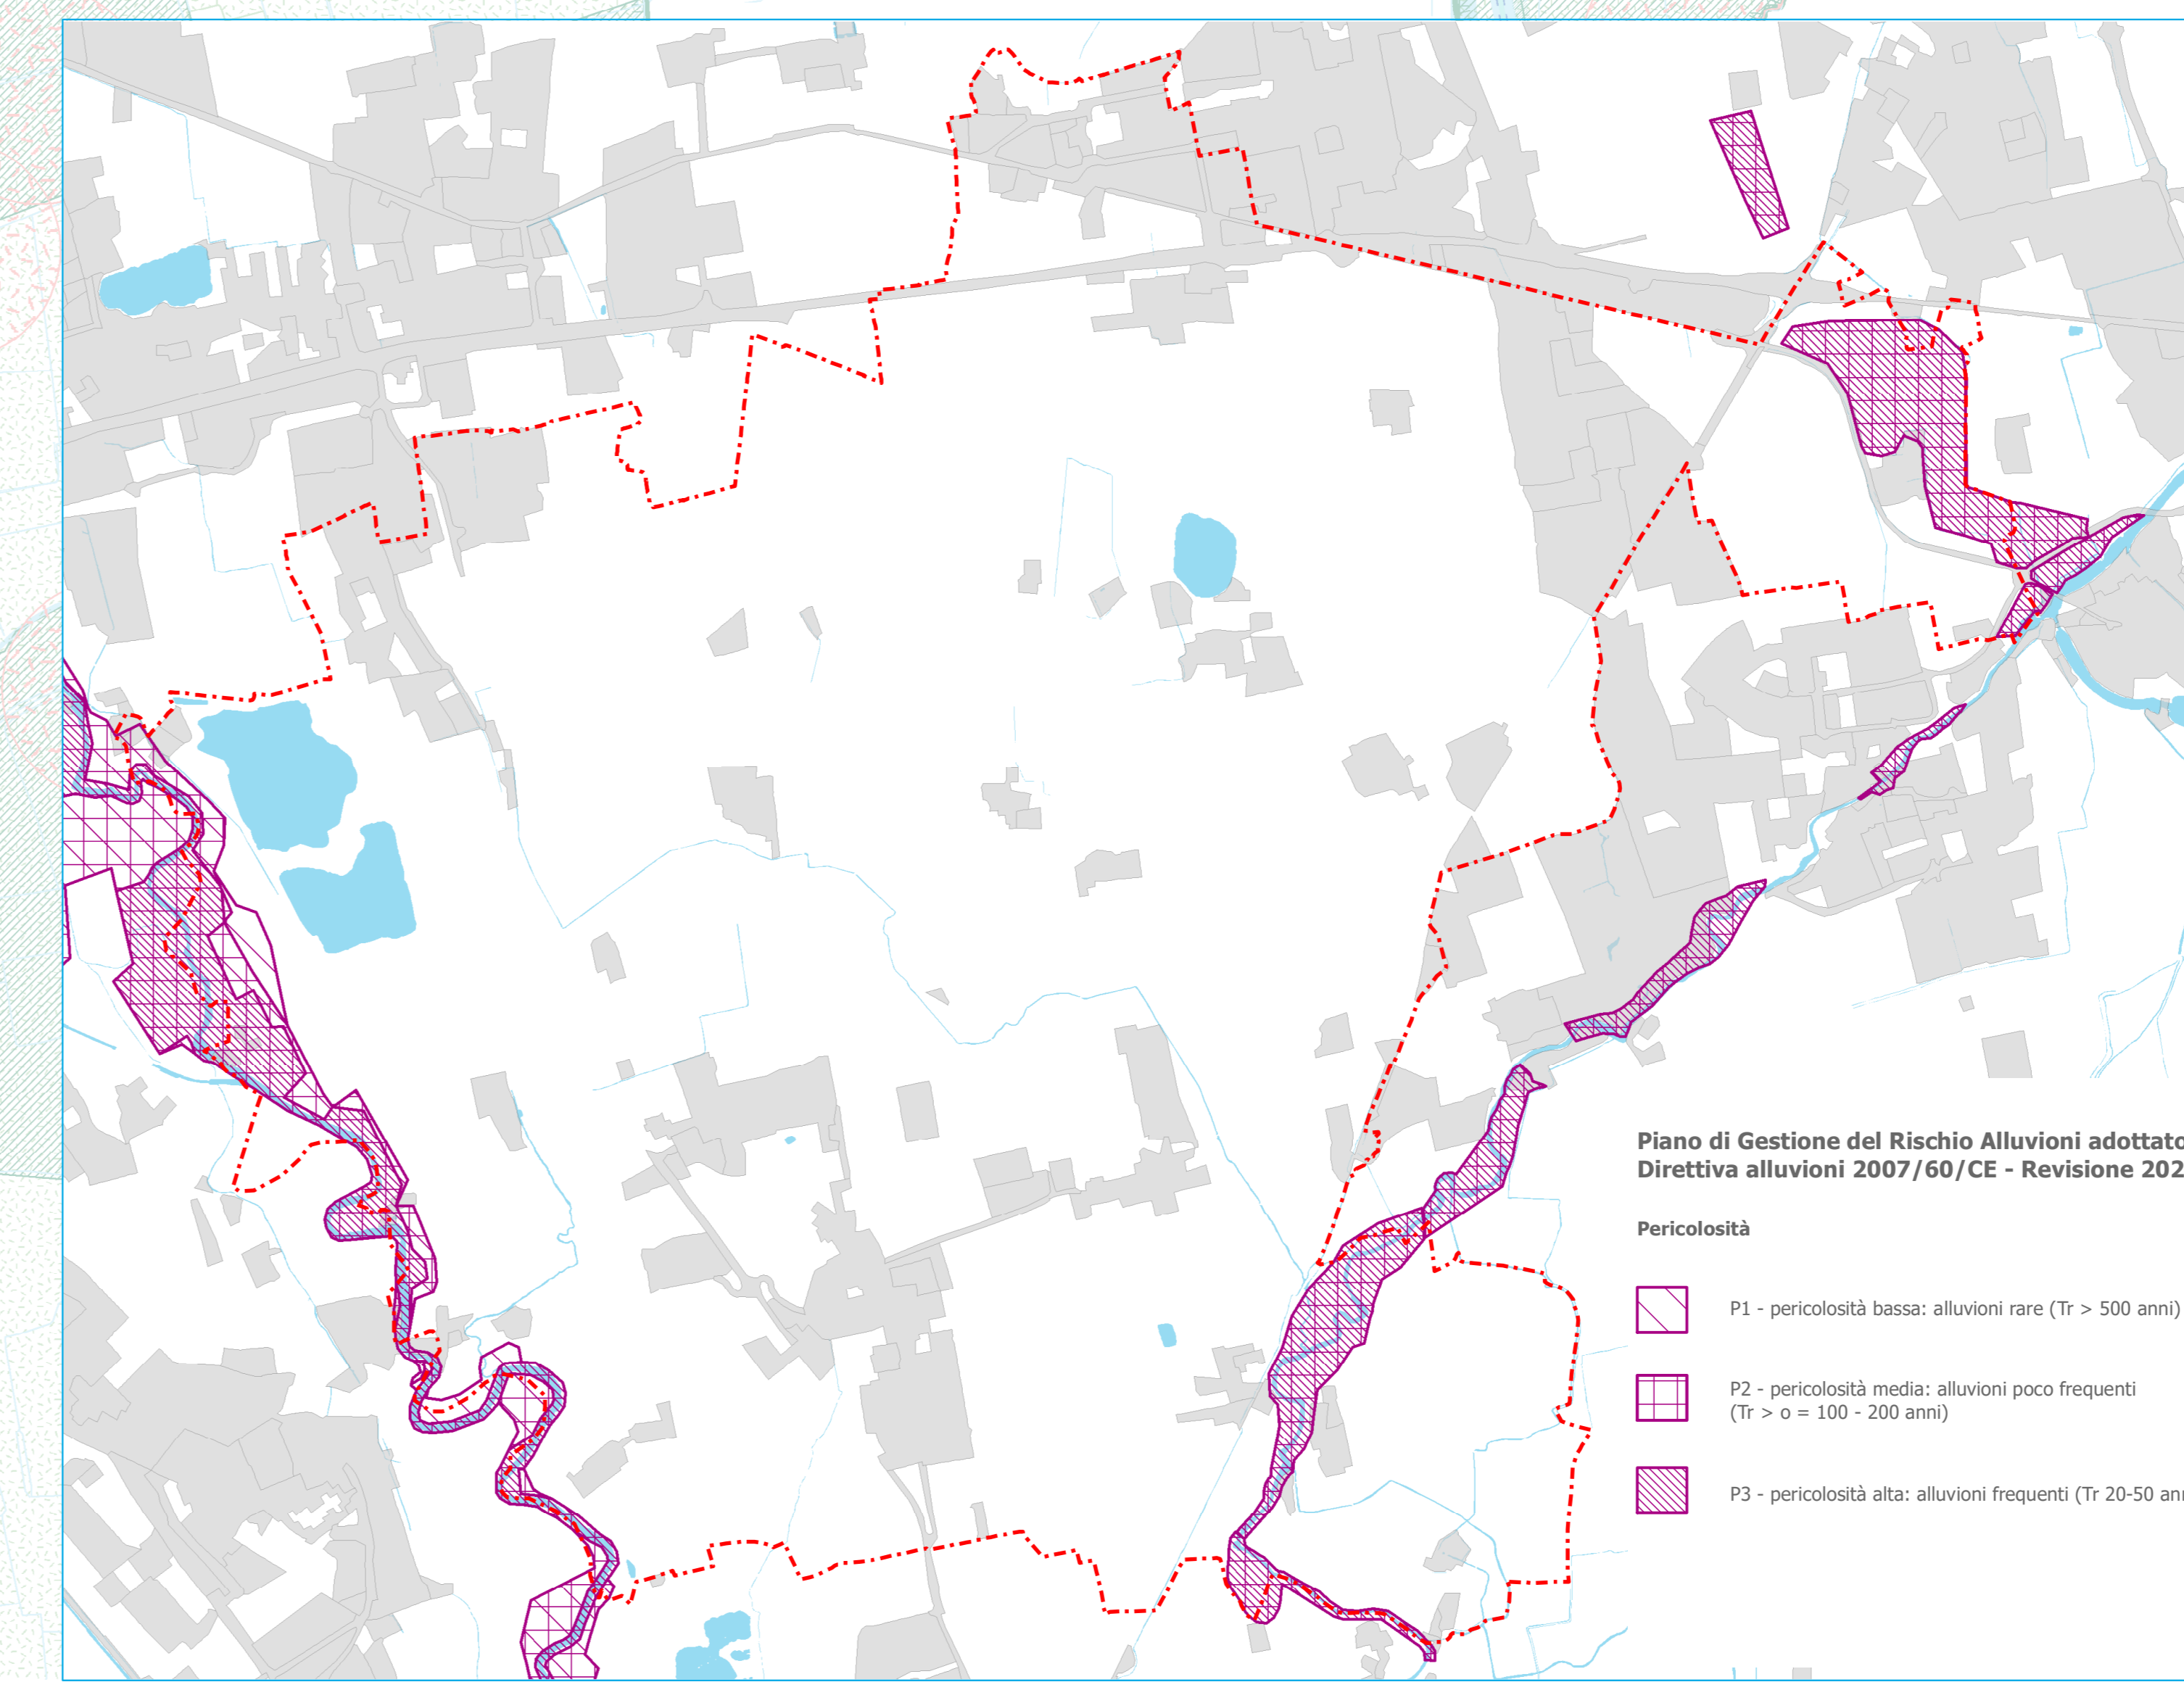 Piano di Gestione del Rischio Alluvioni adottato
Direttiva alluvioni 2007/60/CE - Revisione 202
Pericolosità
P1 - pericolosità bassa: alluvioni rare (Tr > 500 anni)
P2 - pericolosità media: alluvioni poco frequenti
(Tr > o = 100 - 200 anni)
P3 - pericolosità alta: alluvioni frequenti (Tr 20-50